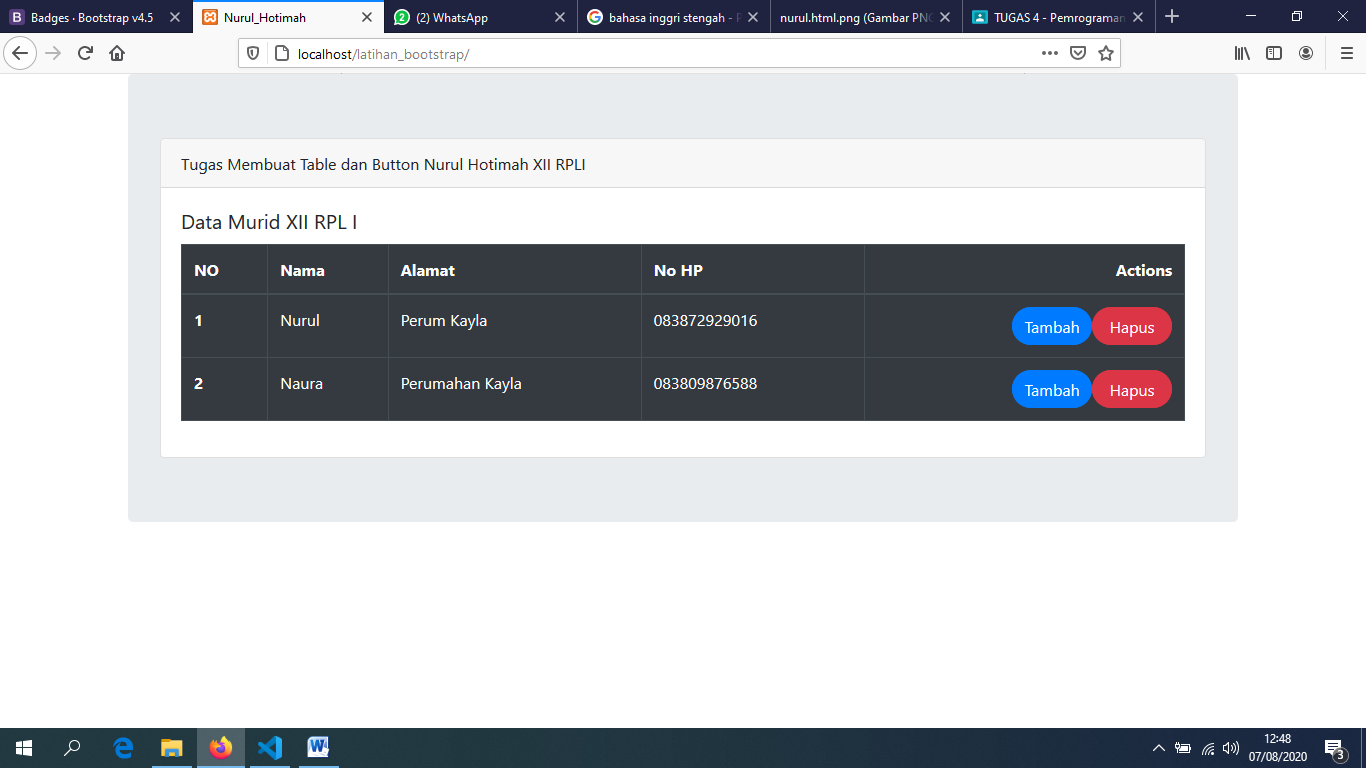 Badges · Bootstrap v4.5
Nurul_Hotimah
(2) WhatsApp
bahasa inggri stengah - P
nurul.html.png (Gambar PNG
TUGAS 4 - Pemrograman
localhost/latihan_bootstrap/
Tugas Membuat Table dan Button Nurul Hotimah XII RPLI
Data Murid XII RPL I
NO Nama Alamat No HP Actions
1 Nurul Perum Kayla 083872929016 Tambah Hapus
2 Naura Perumahan Kayla 083809876588 Tambah Hapus
12:48
07/08/2020
3